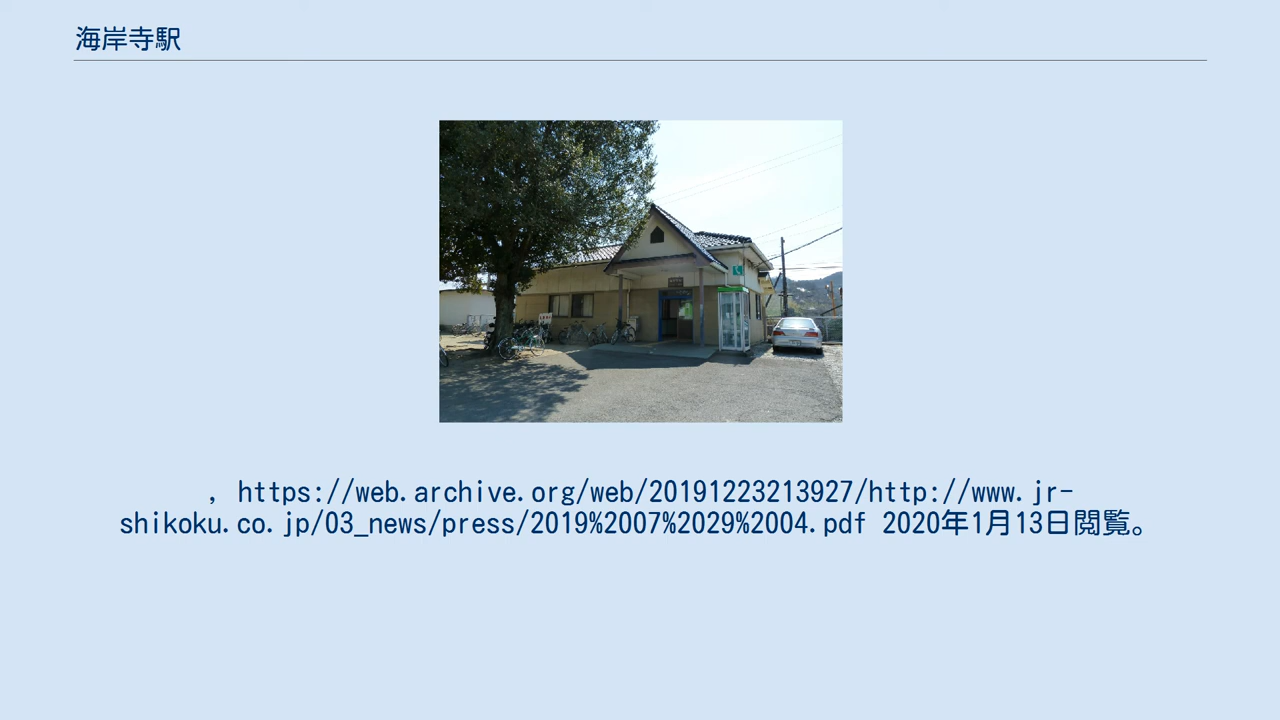 海岸寺駅
, https://web.archive.org/web/20191223213927/http://www.jr-
shikoku.co.jp/03_news/press/2019%2007%2029%2004.pdf 2020年1月13日閲覧。